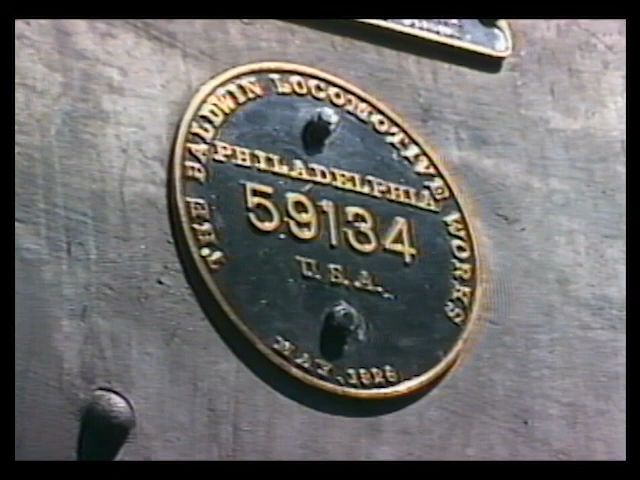 THE BALDWIN LOCOMOTIVE WORKS
PHILADELPHIA
59134
U.S.A.
MAY, 1926